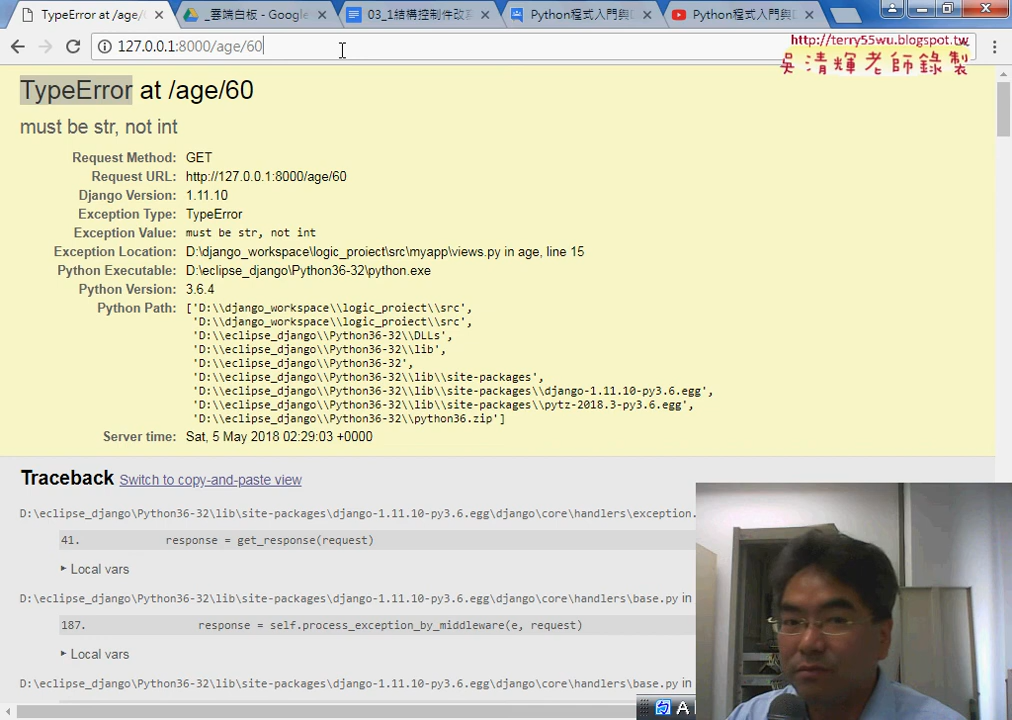 TypeError at /age/
_雲端白板 - Google
03_1結構控制件改
Python程式入門與
Python程式入門與D
127.0.0.1:8000/age/60
http://terry55wu.blogspot.tw
吳清輝老師錄製
TypeError at /age/60
must be str, not int
Request Method: GET
Request URL: http://127.0.0.1:8000/age/60
Django Version: 1.11.10
Exception Type: TypeError
Exception Value: must be str, not int
Exception Location: D:\django_workspace\logic_proiect\src\myapp\views.py in age, line 15
Python Executable: D:\eclipse_django\Python36-32\python.exe
Python Version: 3.6.4
Python Path: ['D:\\django_workspace\\logic_proiect\\src',
'D:\\django_workspace\\logic_proiect\\src',
'D:\\eclipse_django\\Python36-32\\DLLs',
'D:\\eclipse_django\\Python36-32\\lib',
'D:\\eclipse_django\\Python36-32',
'D:\\eclipse_django\\Python36-32\\lib\\site-packages',
'D:\\eclipse_django\\Python36-32\\lib\\site-packages\\django-1.11.10-py3.6.egg',
'D:\\eclipse_django\\Python36-32\\lib\\site-packages\\pytz-2018.3-py3.6.egg',
'D:\\eclipse_django\\Python36-32\\python36.zip']
Server time: Sat, 5 May 2018 02:29:03 +0000
Traceback Switch to copy-and-paste view
D:\eclipse_django\Python36-32\lib\site-packages\django-1.11.10-py3.6.egg\django\core\handlers\exception.
41. response = get_response(request)
Local vars
D:\eclipse_django\Python36-32\lib\site-packages\django-1.11.10-py3.6.egg\django\core\handlers\base.py in
187. response = self.process_exception_by_middleware(e, request)
Local vars
D:\eclipse_django\Python36-32\lib\site-packages\django-1.11.10-py3.6.egg\django\core\handlers\base.py in
A